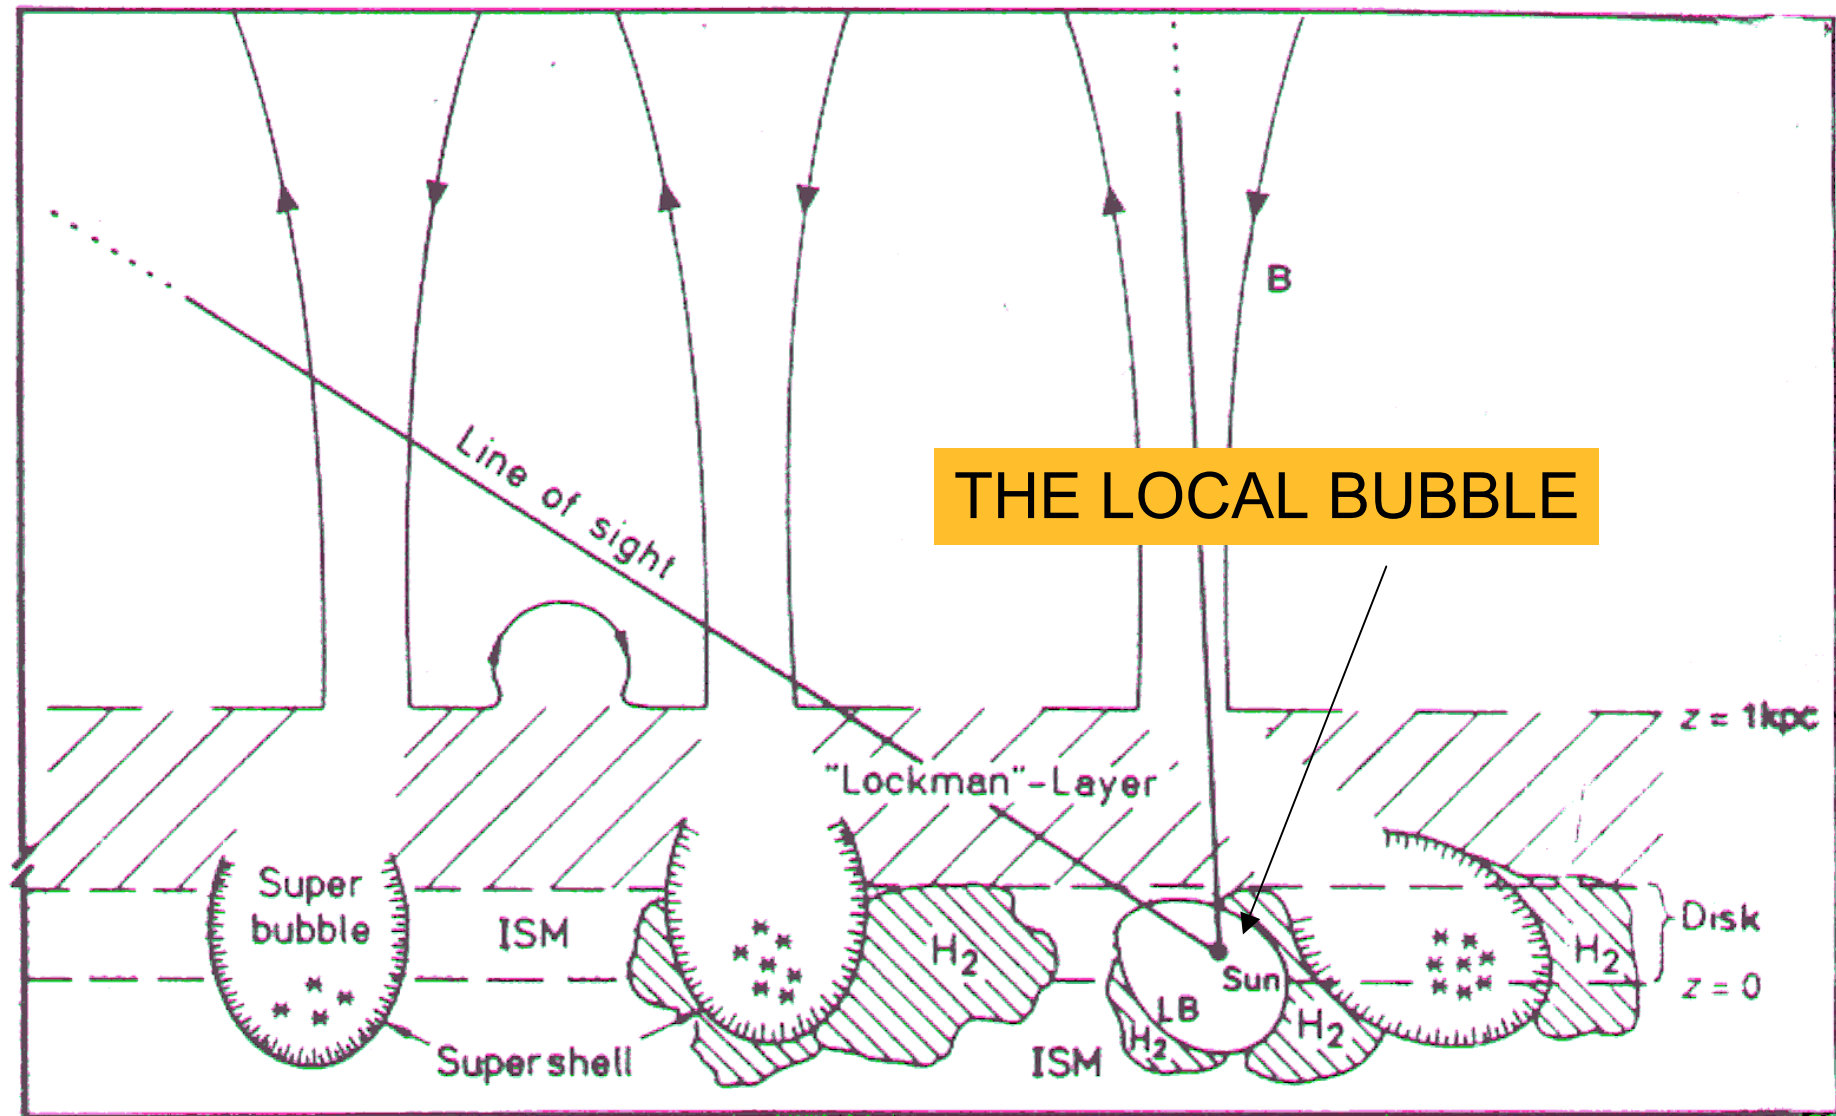 B
Line of sight
THE LOCAL BUBBLE
z = 1kpc
"Lockman"-Layer
Super
bubble
ISM
H2
Disk
H2
Sun
z = 0
LB
H2
H2
Supershell
ISM